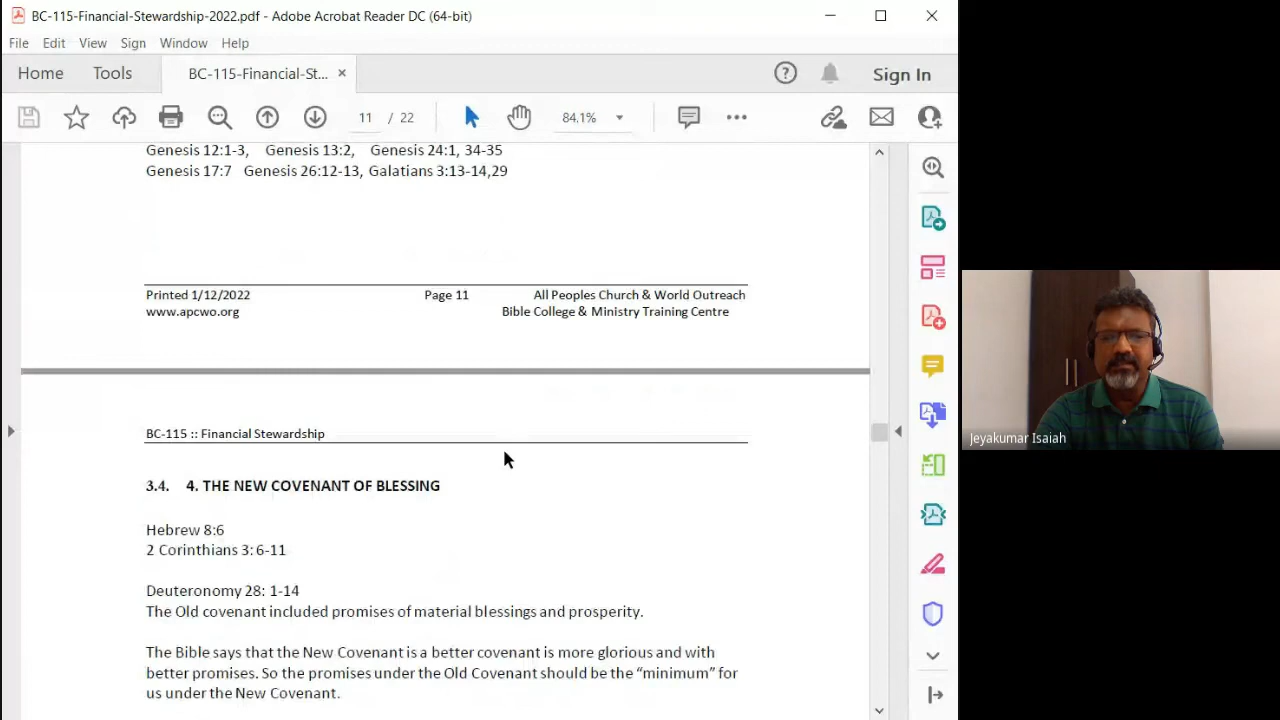 BC-115-Financial-Stewardship-2022.pdf - Adobe Acrobat Reader DC (64-bit)
File Edit View Sign Window Help
Home Tools BC-115-Financial-St... × Sign In
11 / 22 84.1%
Genesis 12:1-3, Genesis 13:2, Genesis 24:1, 34-35
Genesis 17:7 Genesis 26:12-13, Galatians 3:13-14,29
Printed 1/12/2022 Page 11 All Peoples Church & World Outreach
www.apcwo.org Bible College & Ministry Training Centre
BC-115 :: Financial Stewardship
3.4. 4. THE NEW COVENANT OF BLESSING
Hebrew 8:6
2 Corinthians 3: 6-11
Deuteronomy 28: 1-14
The Old covenant included promises of material blessings and prosperity.
The Bible says that the New Covenant is a better covenant is more glorious and with
better promises. So the promises under the Old Covenant should be the “minimum” for
us under the New Covenant.
Jeyakumar Isaiah